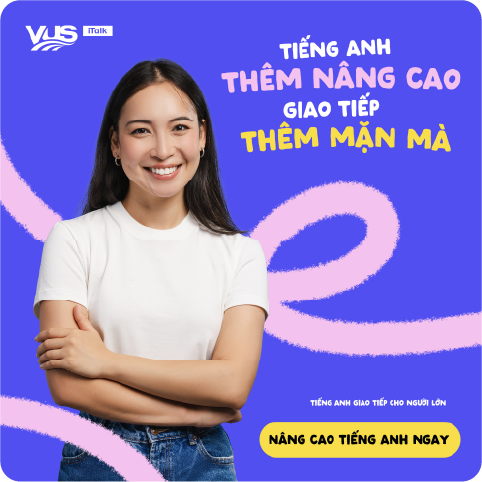 VUS iTalk
TIẾNG ANH
THÊM NÂNG CAO
GIAO TIẾP
THÊM MẶN MÀ
TIẾNG ANH GIAO TIẾP CHO NGƯỜI LỚN
NÂNG CAO TIẾNG ANH NGAY